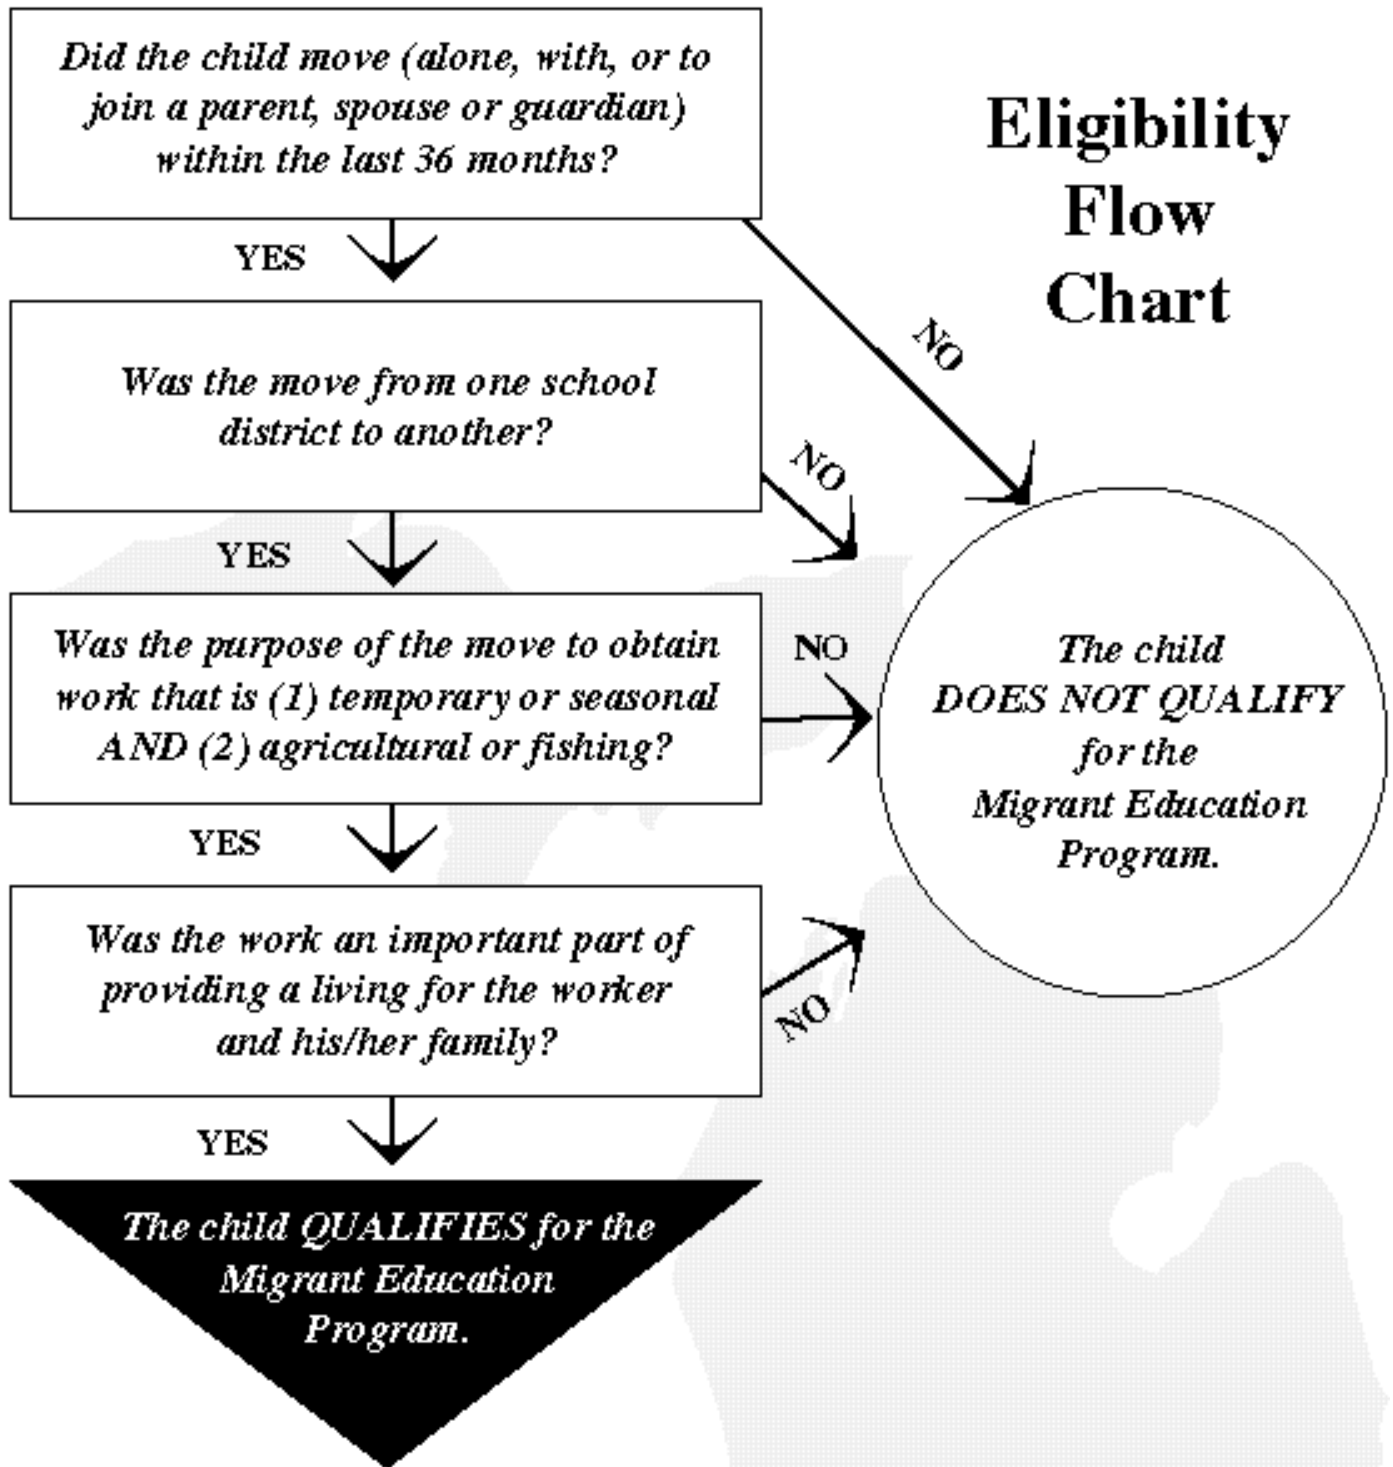 Did the child move (alone, with, or to
join a parent, spouse or guardian)
within the last 36 months?
Eligibility
Flow
Chart
YES
NO
Was the move from one school
district to another?
NO
YES
Was the purpose of the move to obtain
work that is (1) temporary or seasonal
AND (2) agricultural or fishing?
NO
The child
DOES NOT QUALIFY
for the
Migrant Education
Program.
YES
Was the work an important part of
providing a living for the worker
and his/her family?
NO
YES
The child QUALIFIES for the
Migrant Education
Program.